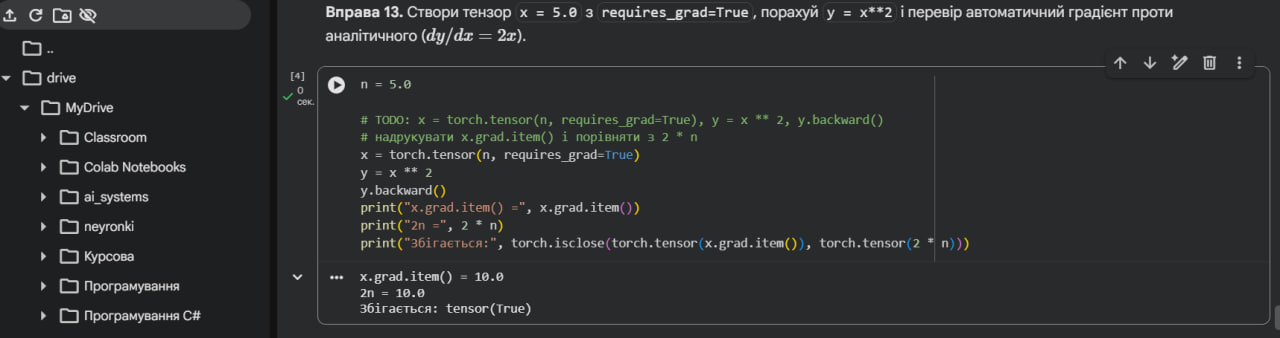 ..
drive
MyDrive
Classroom
Colab Notebooks
ai_systems
neyronki
Курсова
Програмування
Програмування C#
Вправа 13. Створи тензор x = 5.0 з requires_grad=True, порахуй y = x**2 і перевір автоматичний градієнт проти
аналітичного (dy/dx = 2x).
[4]
0
сек.
n = 5.0
# TODO: x = torch.tensor(n, requires_grad=True), y = x ** 2, y.backward()
# надрукувати x.grad.item() і порівняти з 2 * n
x = torch.tensor(n, requires_grad=True)
y = x ** 2
y.backward()
print("x.grad.item() =", x.grad.item())
print("2n =", 2 * n)
print("Збігається:", torch.isclose(torch.tensor(x.grad.item()), torch.tensor(2 * n)))
x.grad.item() = 10.0
2n = 10.0
Збігається: tensor(True)